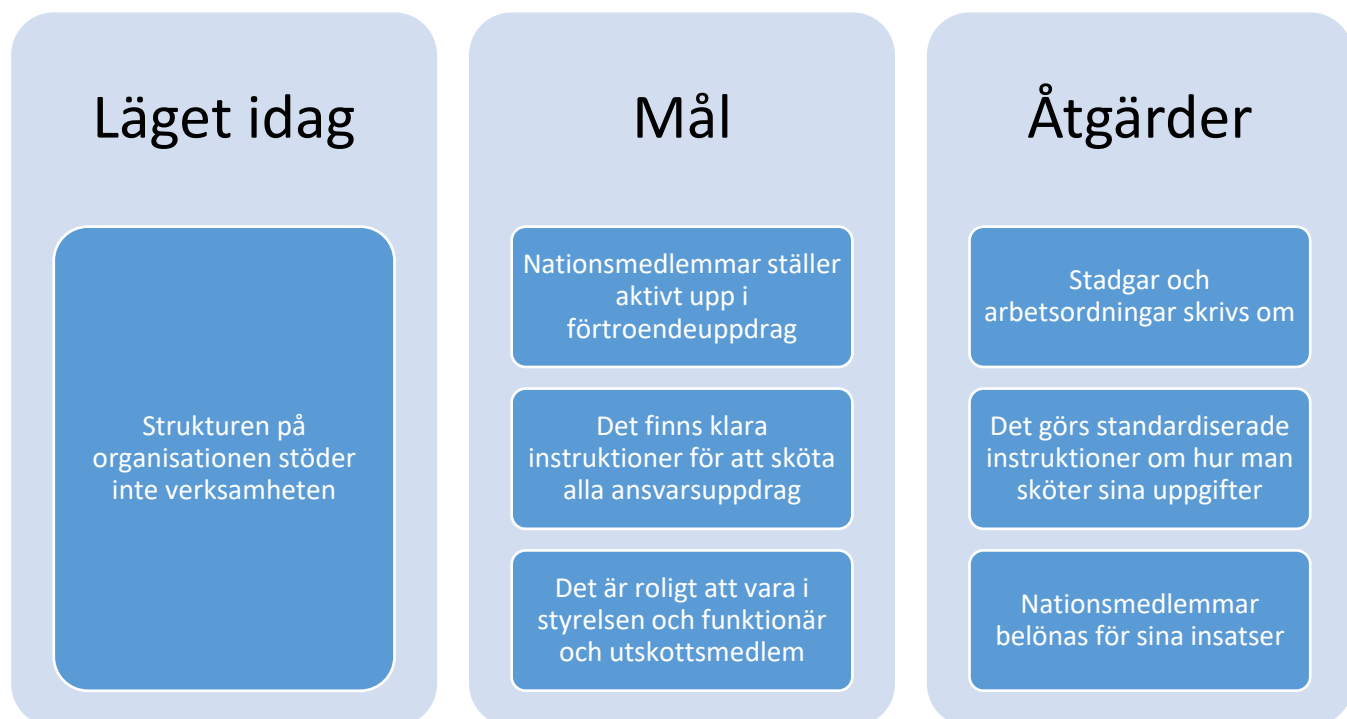 Läget idag
Strukturen på
organisationen stöder
inte verksamheten
Mål
Nationsmedlemmar ställer
aktivt upp i
förtroendeuppdrag
Det finns klara
instruktioner för att sköta
alla ansvarsuppdrag
Det är roligt att vara i
styrelsen och funktionär
och utskottsmedlem
Åtgärder
Stadgar och
arbetsordningar skrivs om
Det görs standardiserade
instruktioner om hur man
sköter sina uppgifter
Nationsmedlemmar
belönas för sina insatser